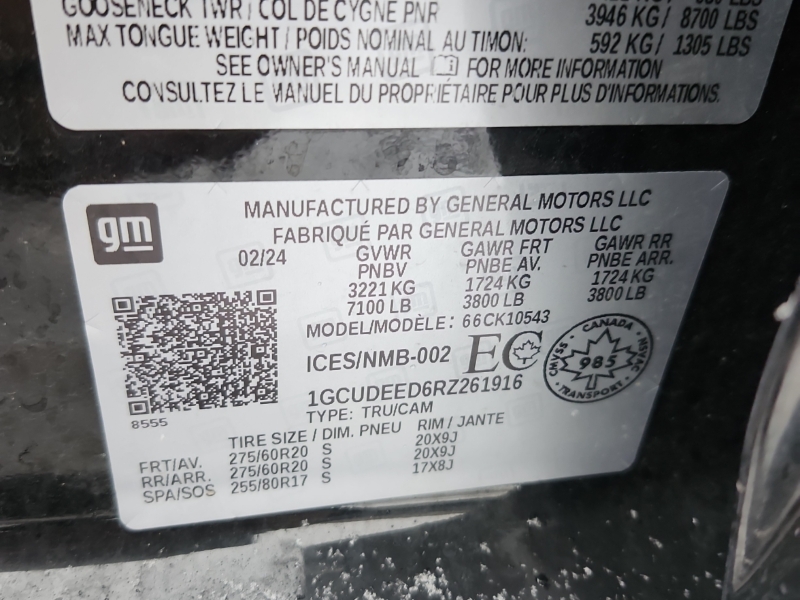 GOOSENECK TWR / COL DE CYGNE PNR 3946 KG / 8700 LBS
MAX TONGUE WEIGHT / POIDS NOMINAL AU TIMON: 592 KG / 1305 LBS
SEE OWNER'S MANUAL FOR MORE INFORMATION
CONSULTEZ LE MANUEL DU PROPRIÉTAIRE POUR PLUS D'INFORMATIONS.
gm
MANUFACTURED BY GENERAL MOTORS LLC
FABRIQUÉ PAR GENERAL MOTORS LLC
02/24 GVWR GAWR FRT GAWR RR
PNBV PNBE AV. PNBE ARR.
3221 KG 1724 KG 1724 KG
7100 LB 3800 LB 3800 LB
MODEL/MODÈLE: 66CK10543
ICES/NMB-002 EC
CANADA
CMVSS 985 NSVAC
TRANSPORT
1GCUDEED6RZ261916
TYPE: TRU/CAM
8555
TIRE SIZE / DIM. PNEU RIM / JANTE
FRT/AV. 275/60R20 S 20X9J
RR/ARR. 275/60R20 S 20X9J
SPA/SOS 255/80R17 S 17X8J